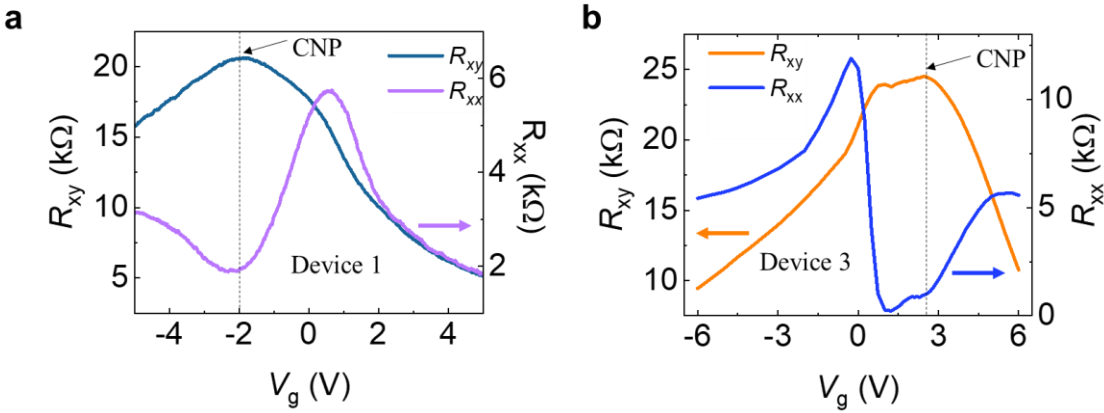 a
CNP
R_xy
R_xx
R_xy (kΩ)
20
15
10
5
R_xx (kΩ)
6
4
2
Device 1
-4
-2
0
2
4
V_g (V)
b
R_xy
R_xx
CNP
R_xy (kΩ)
25
20
15
10
R_xx (kΩ)
10
5
0
Device 3
-6
-3
0
3
6
V_g (V)